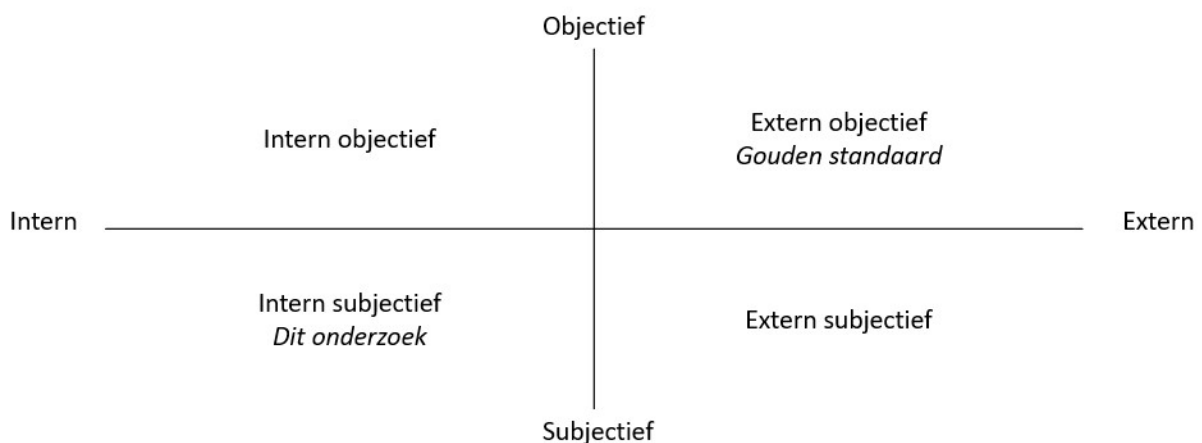 Objectief
Intern objectief
Extern objectief
Gouden standaard
Intern
Extern
Intern subjectief
Dit onderzoek
Extern subjectief
Subjectief